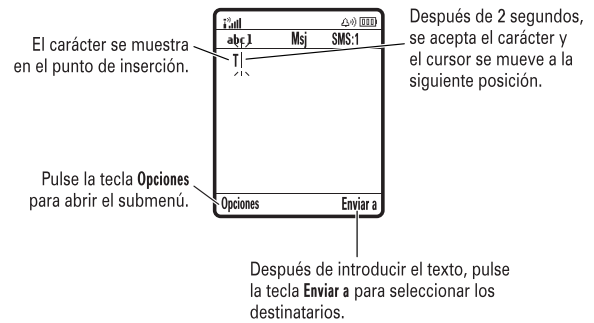 Después de 2 segundos,
se acepta el carácter y
el cursor se mueve a la
siguiente posición.
El carácter se muestra
en el punto de inserción.
abc 1 Msj SMS:1
T
Pulse la tecla Opciones
para abrir el submenú.
Opciones Enviar a
Después de introducir el texto, pulse
la tecla Enviar a para seleccionar los
destinatarios.